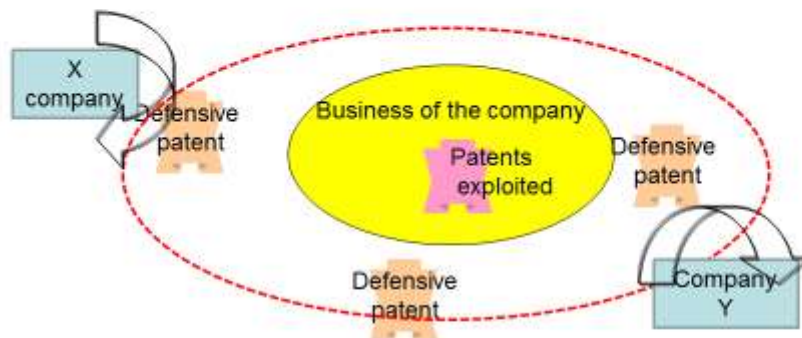 X
company
Defensive
patent
Business of the company
Patents
exploited
Defensive
patent
Defensive
patent
Company
Y